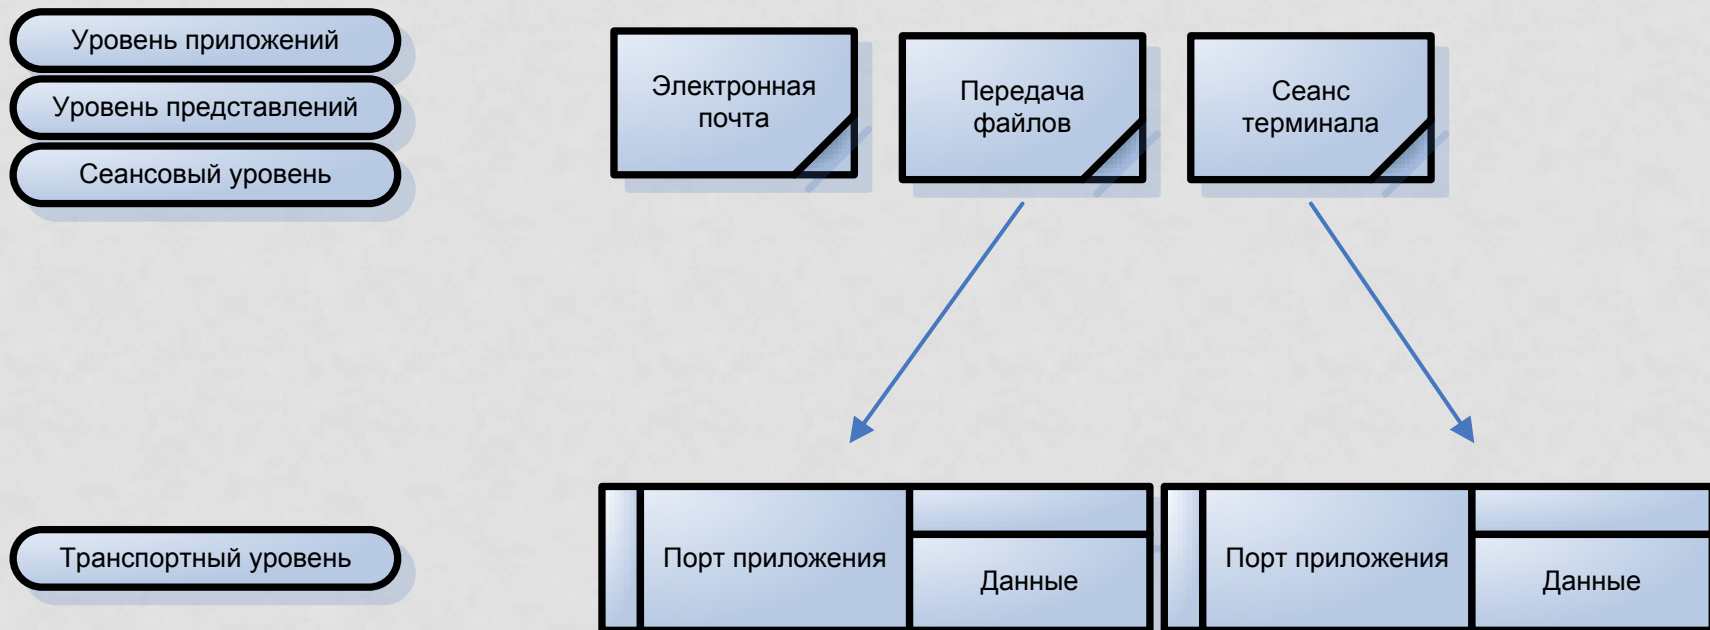 Уровень приложений
Уровень представлений
Сеансовый уровень
Электронная
почта
Передача
файлов
Сеанс
терминала
Транспортный уровень
Порт приложения
Данные
Порт приложения
Данные